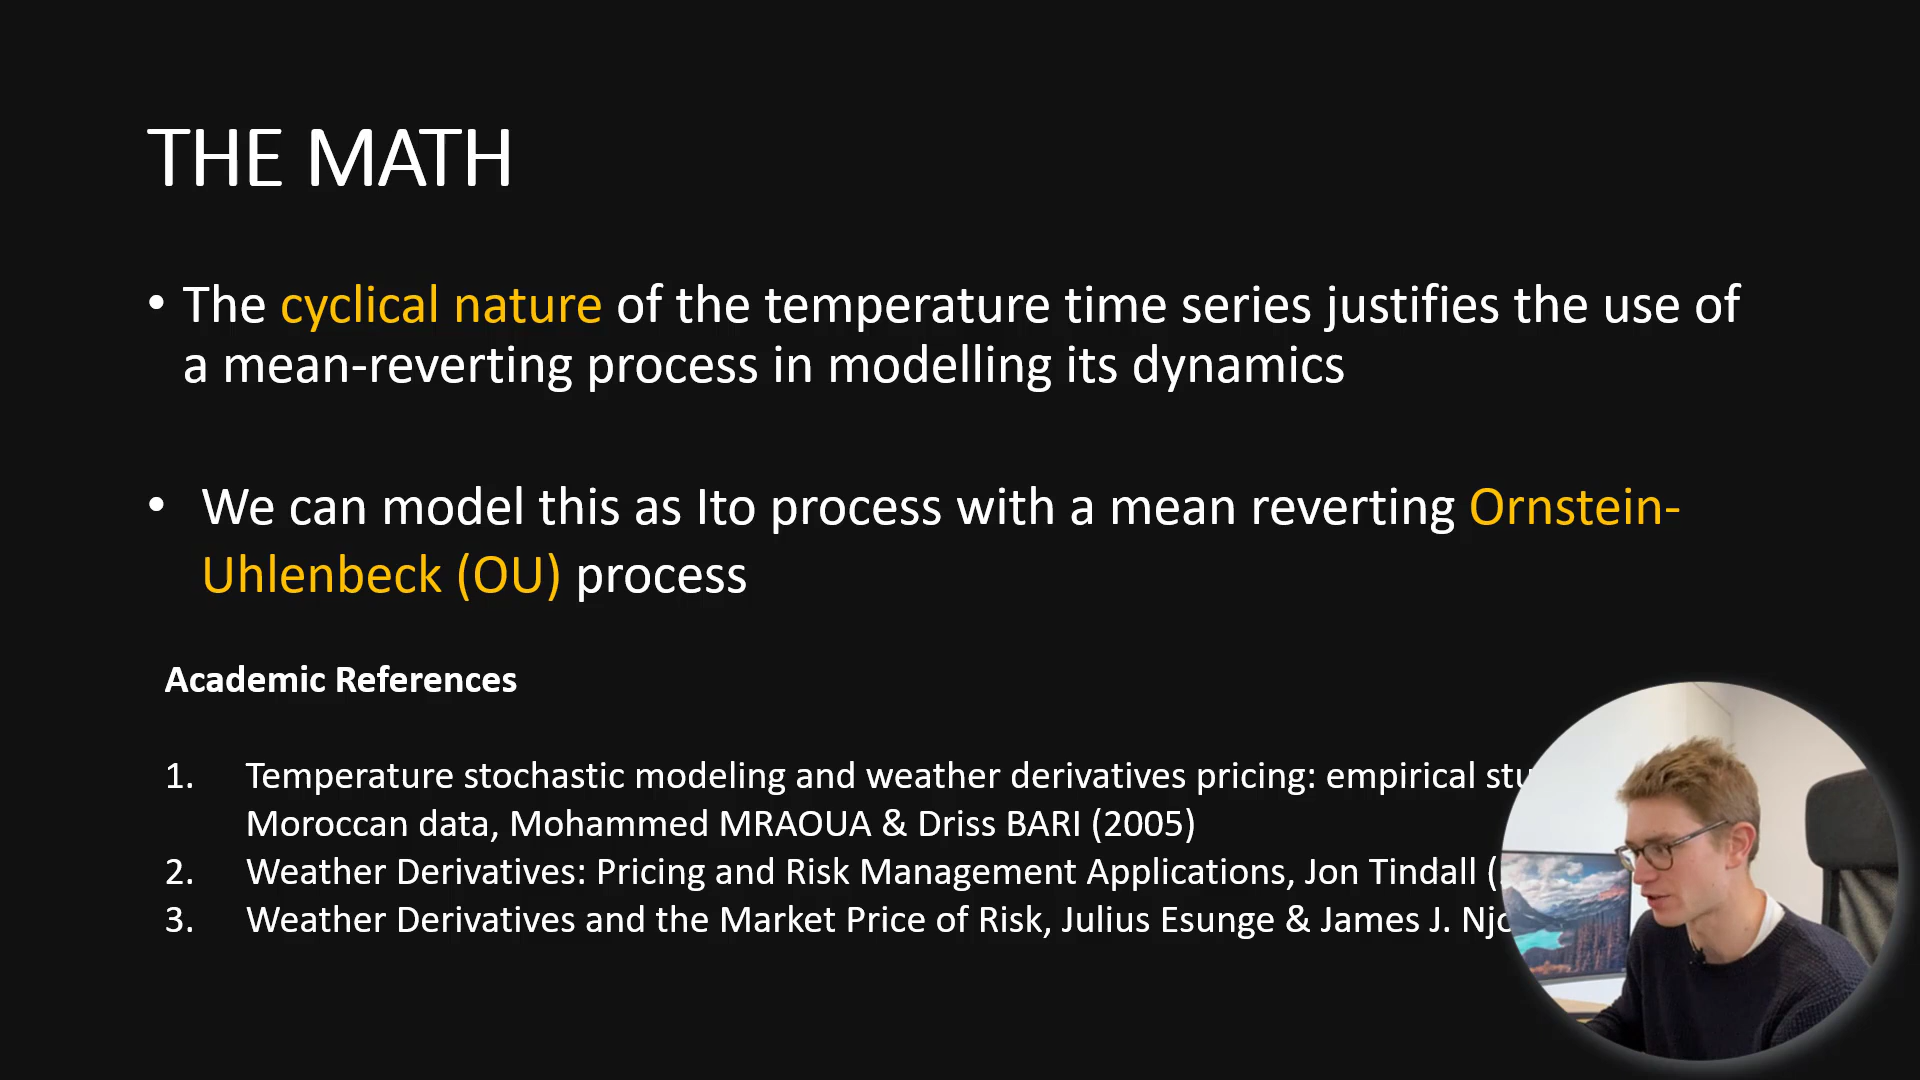 THE MATH
• The cyclical nature of the temperature time series justifies the use of
a mean-reverting process in modelling its dynamics
• We can model this as Ito process with a mean reverting Ornstein-
Uhlenbeck (OU) process
Academic References
1. Temperature stochastic modeling and weather derivatives pricing: empirical
Moroccan data, Mohammed MRAOUA & Driss BARI (2005)
2. Weather Derivatives: Pricing and Risk Management Applications, Jon Tindall (
3. Weather Derivatives and the Market Price of Risk, Julius Esunge & James J.